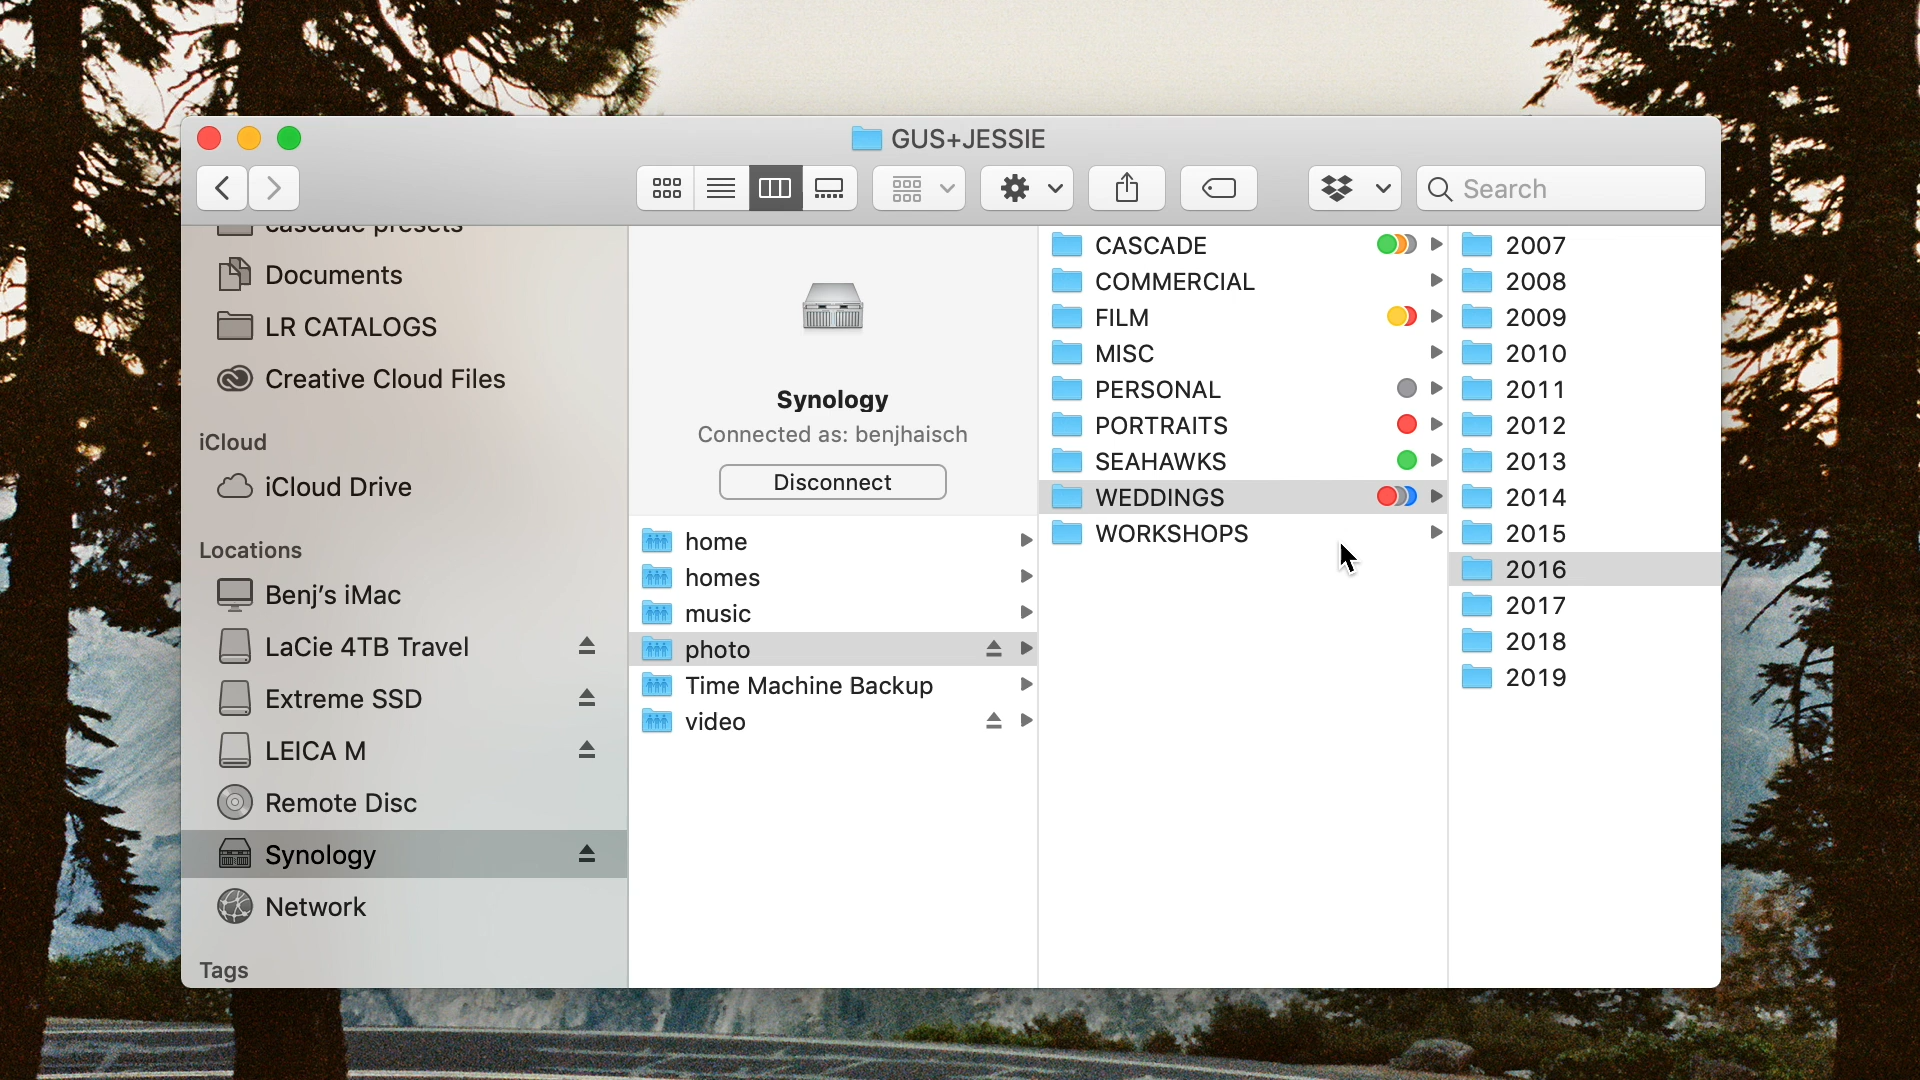 GUS+JESSIE
Search
cascade presets
Documents
LR CATALOGS
Creative Cloud Files
iCloud
iCloud Drive
Locations
Benj's iMac
LaCie 4TB Travel
Extreme SSD
LEICA M
Remote Disc
Synology
Network
Tags
Synology
Connected as: benjhaisch
Disconnect
home
homes
music
photo
Time Machine Backup
video
CASCADE
COMMERCIAL
FILM
MISC
PERSONAL
PORTRAITS
SEAHAWKS
WEDDINGS
WORKSHOPS
2007
2008
2009
2010
2011
2012
2013
2014
2015
2016
2017
2018
2019